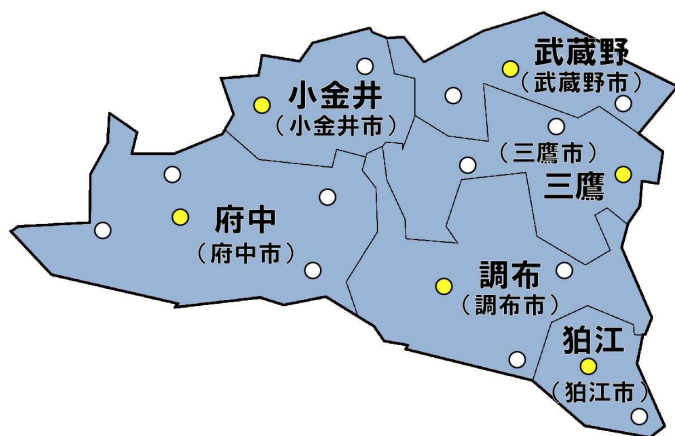 武蔵野
(武蔵野市)
小金井
(小金井市)
(三鷹市)
三鷹
府中
(府中市)
調布
(調布市)
狛江
(狛江市)